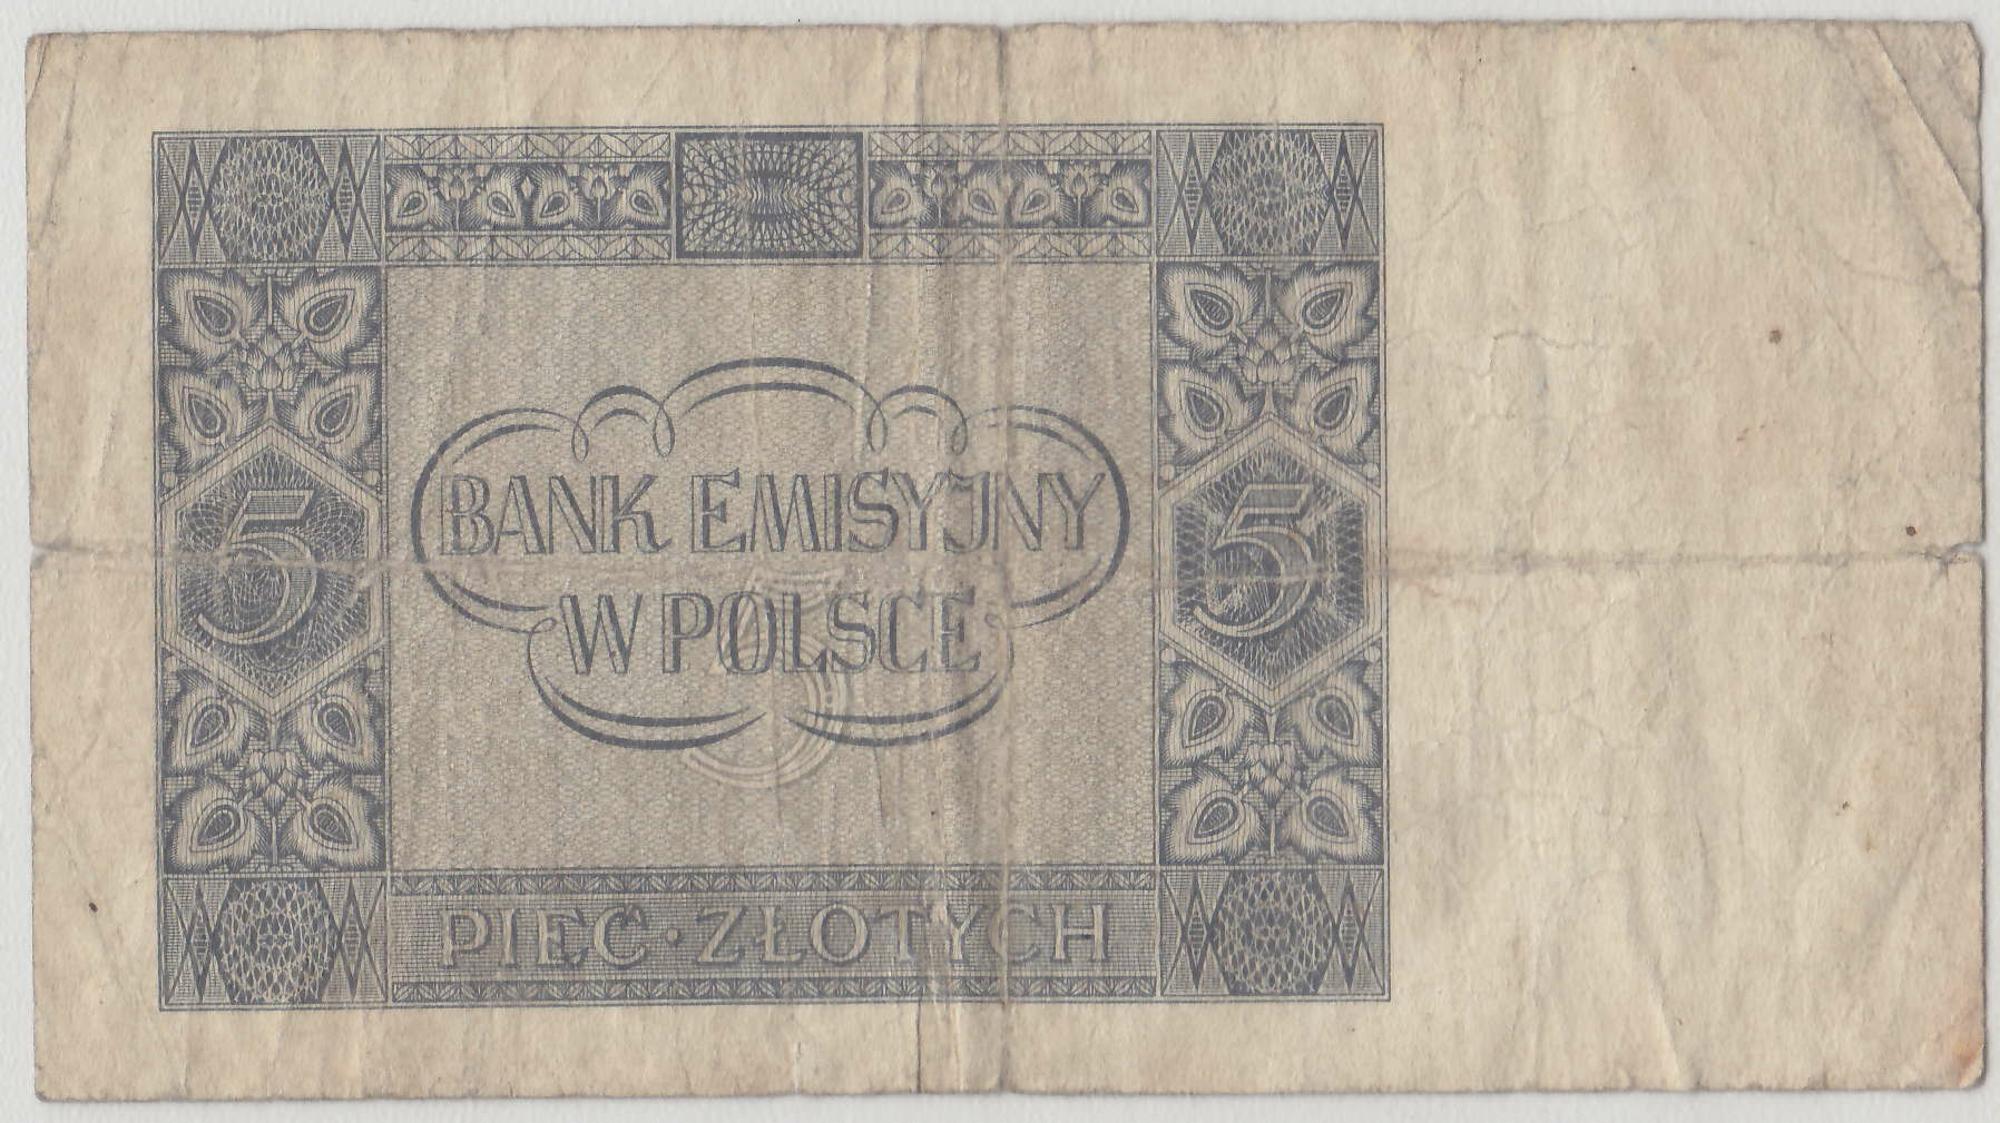 BANK EMISYJNY
W POLSCE
5
5
PIĘĆ · ZŁOTYCH